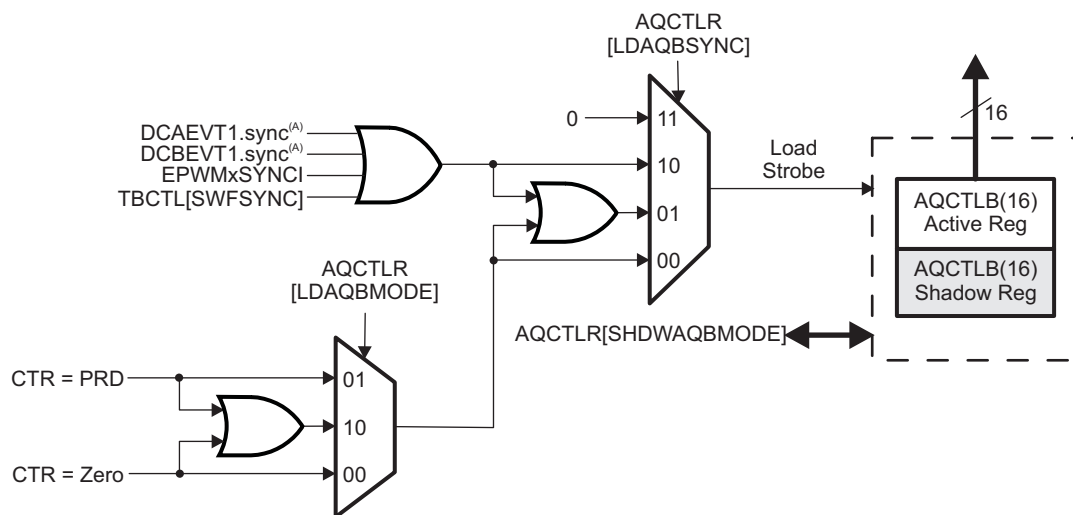 AQCTLR
[LDAQBSYNC]
16
0
11
DCAEVT1.sync(A)
DCBEVT1.sync(A)
EPWMxSYNCI
TBCTL[SWFSYNC]
10
Load
Strobe
01
AQCTLB(16)
Active Reg
00
AQCTLB(16)
Shadow Reg
AQCTLR
[LDAQBMODE]
AQCTLR[SHDWAQBMODE]
CTR = PRD
01
10
CTR = Zero
00